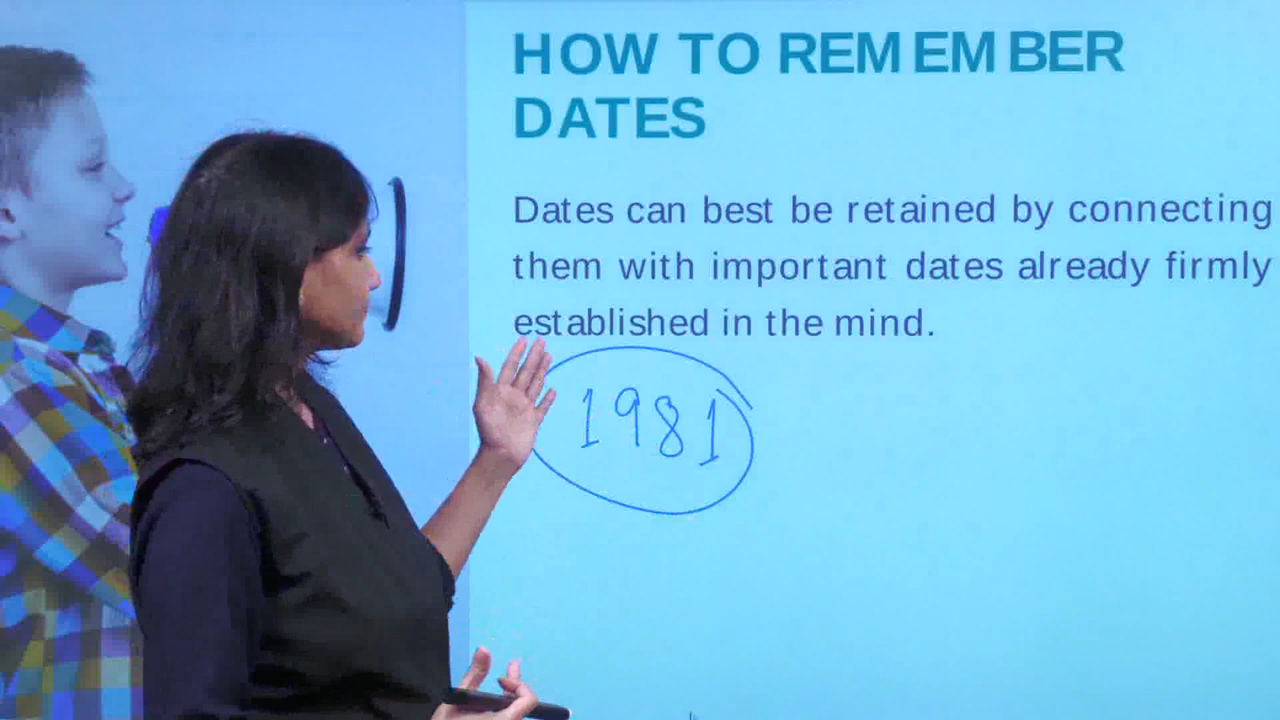 HOW TO REMEMBER
DATES
Dates can best be retained by connecting
them with important dates already firmly
established in the mind.
1981